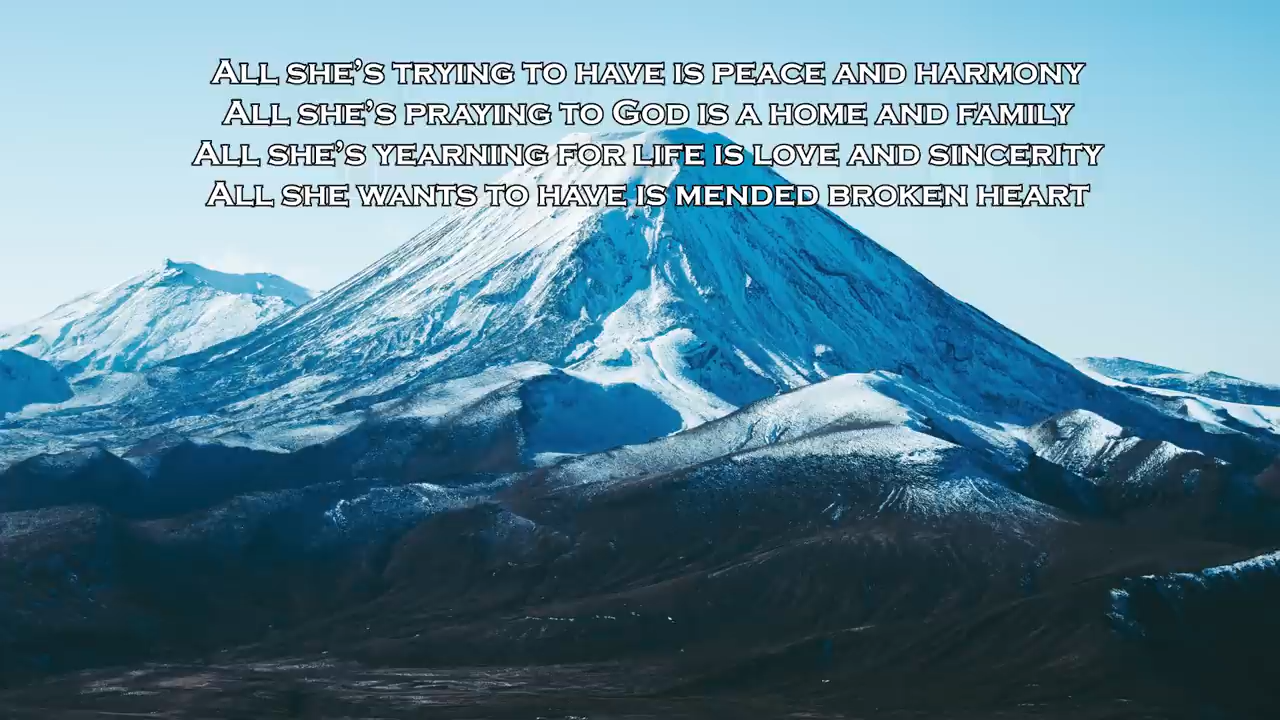 All she's trying to have is peace and harmony
All she's praying to God is a home and family
All she's yearning for life is love and sincerity
All she wants to have is mended broken heart